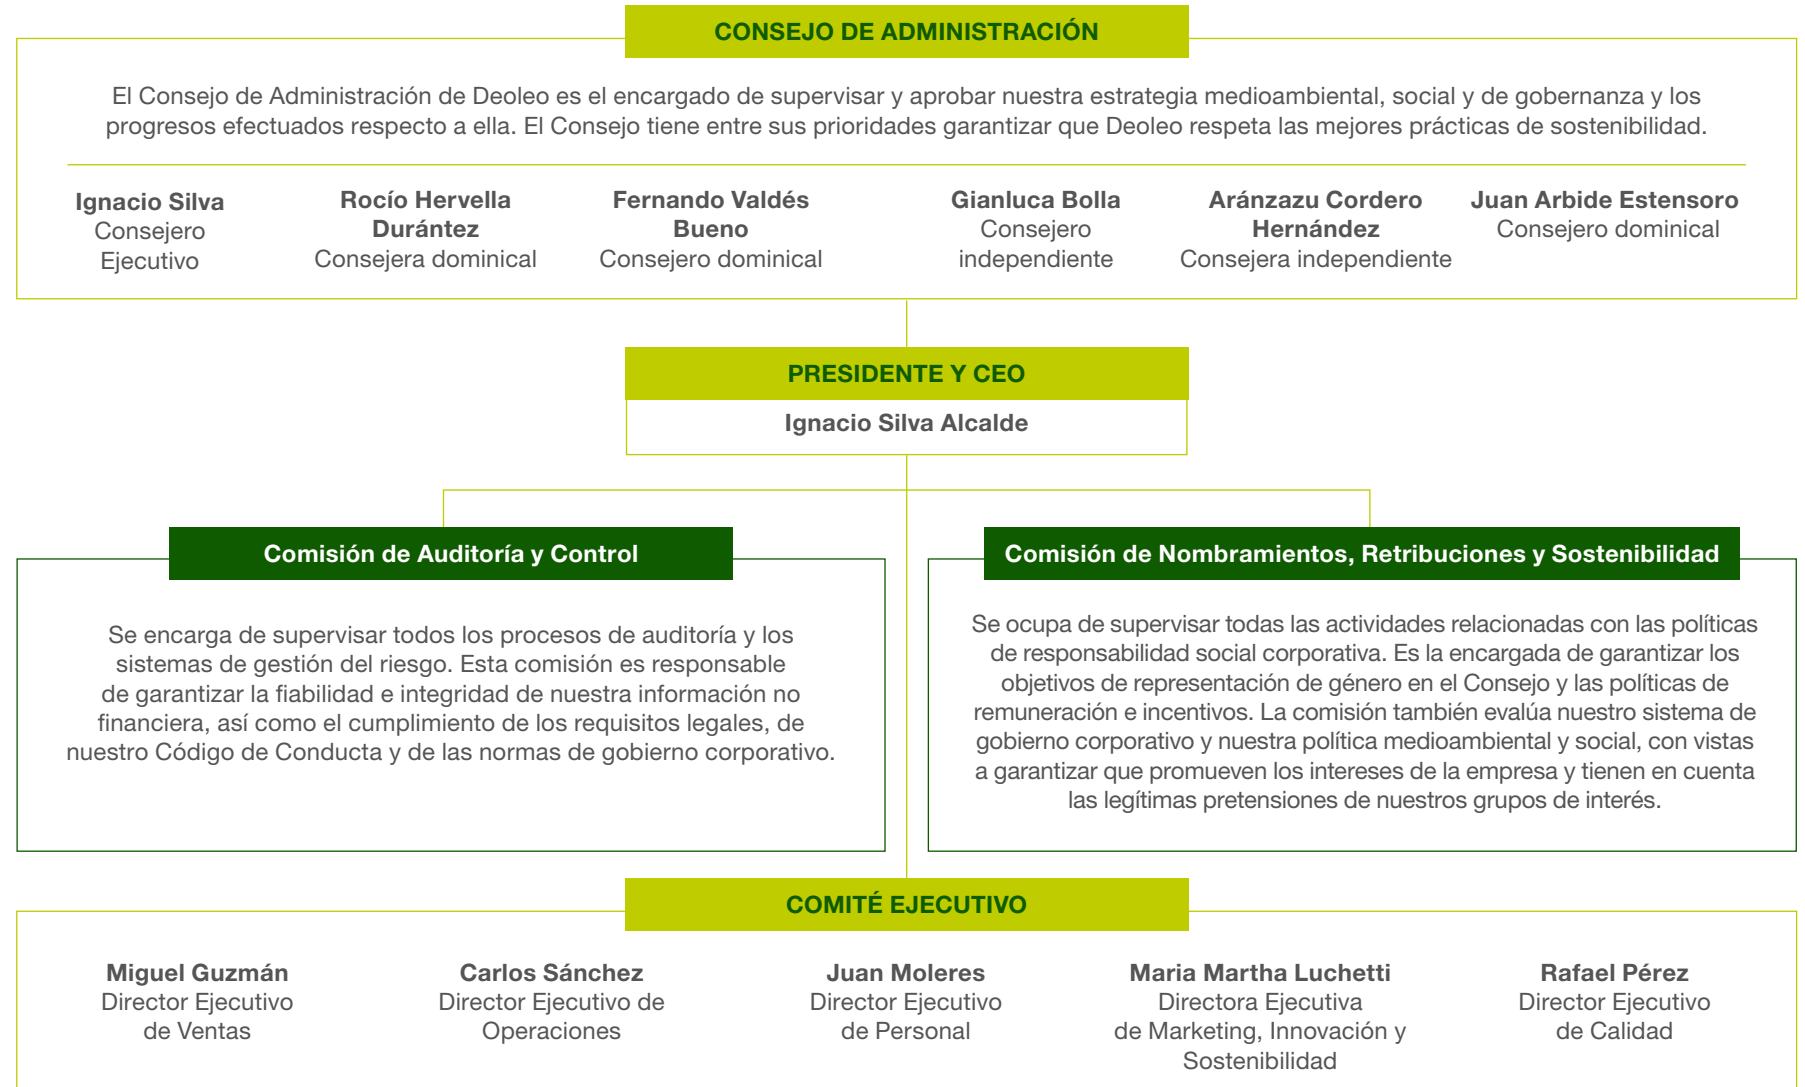 CONSEJO DE ADMINISTRACIÓN
El Consejo de Administración de Deoleo es el encargado de supervisar y aprobar nuestra estrategia medioambiental, social y de gobernanza y los
progresos efectuados respecto a ella. El Consejo tiene entre sus prioridades garantizar que Deoleo respeta las mejores prácticas de sostenibilidad.
Ignacio Silva
Consejero
Ejecutivo
Rocío Hervella
Durántez
Consejera dominical
Fernando Valdés
Bueno
Consejero dominical
Gianluca Bolla
Consejero
independiente
Aránzazu Cordero
Hernández
Consejera independiente
Juan Arbide Estensoro
Consejero dominical
PRESIDENTE Y CEO
Ignacio Silva Alcalde
Comisión de Auditoría y Control
Se encarga de supervisar todos los procesos de auditoría y los
sistemas de gestión del riesgo. Esta comisión es responsable
de garantizar la fiabilidad e integridad de nuestra información no
financiera, así como el cumplimiento de los requisitos legales, de
nuestro Código de Conducta y de las normas de gobierno corporativo.
Comisión de Nombramientos, Retribuciones y Sostenibilidad
Se ocupa de supervisar todas las actividades relacionadas con las políticas
de responsabilidad social corporativa. Es la encargada de garantizar los
objetivos de representación de género en el Consejo y las políticas de
remuneración e incentivos. La comisión también evalúa nuestro sistema de
gobierno corporativo y nuestra política medioambiental y social, con vistas
a garantizar que promueven los intereses de la empresa y tienen en cuenta
las legítimas pretensiones de nuestros grupos de interés.
COMITÉ EJECUTIVO
Miguel Guzmán
Director Ejecutivo
de Ventas
Carlos Sánchez
Director Ejecutivo de
Operaciones
Juan Moleres
Director Ejecutivo
de Personal
Maria Martha Luchetti
Directora Ejecutiva
de Marketing, Innovación y
Sostenibilidad
Rafael Pérez
Director Ejecutivo
de Calidad